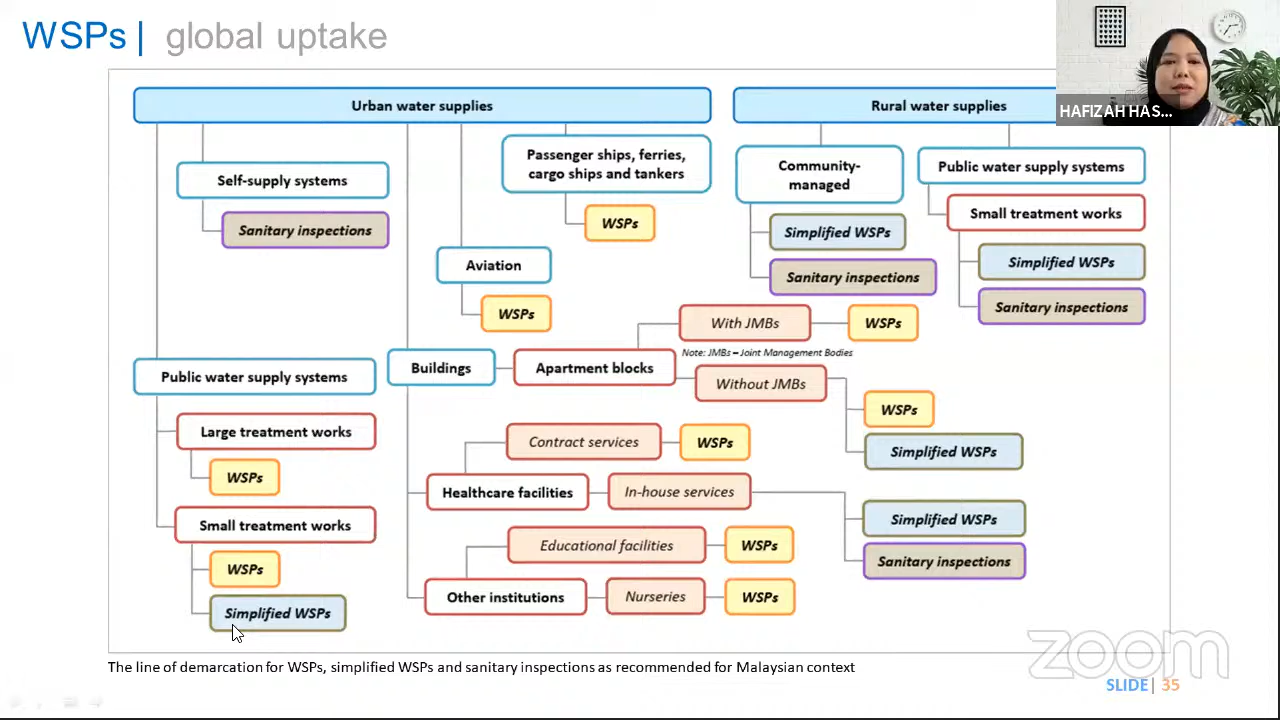 WSPs | global uptake
HAFIZAH HAS...
Urban water supplies
Rural water supplies
Self-supply systems
Sanitary inspections
Passenger ships, ferries,
cargo ships and tankers
WSPs
Aviation
WSPs
Community-
managed
Simplified WSPs
Sanitary inspections
Public water supply systems
Small treatment works
Simplified WSPs
Sanitary inspections
Public water supply systems
Large treatment works
WSPs
Small treatment works
WSPs
Simplified WSPs
Buildings
Apartment blocks
With JMBs
WSPs
Note: JMBs – Joint Management Bodies
Without JMBs
WSPs
Simplified WSPs
Contract services
WSPs
Healthcare facilities
In-house services
Simplified WSPs
Sanitary inspections
Educational facilities
WSPs
Other institutions
Nurseries
WSPs
The line of demarcation for WSPs, simplified WSPs and sanitary inspections as recommended for Malaysian context
zoom
SLIDE | 35